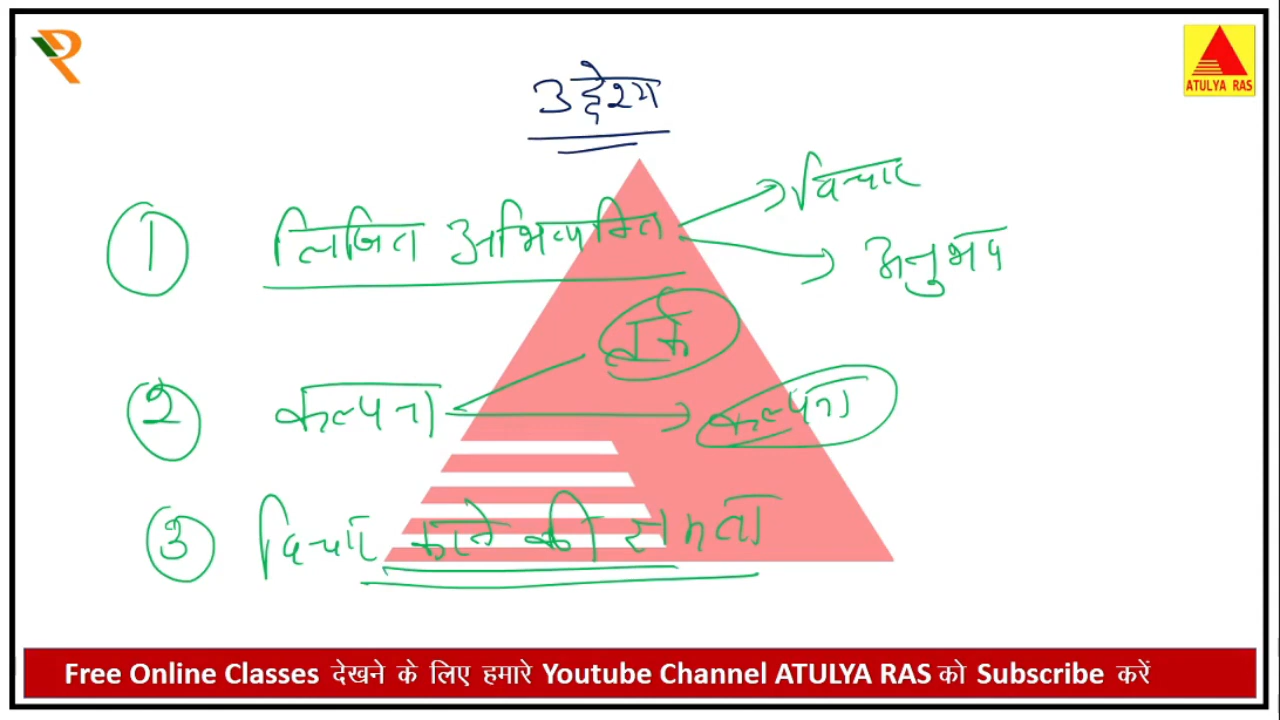 उद्देश्य
ATULYA RAS
1 लिखित अभिव्यक्ति विचार
अनुभव
तर्क
2 कल्पना कल्पना
3 विचार करने की क्षमता
Free Online Classes देखने के लिए हमारे Youtube Channel ATULYA RAS को Subscribe करें